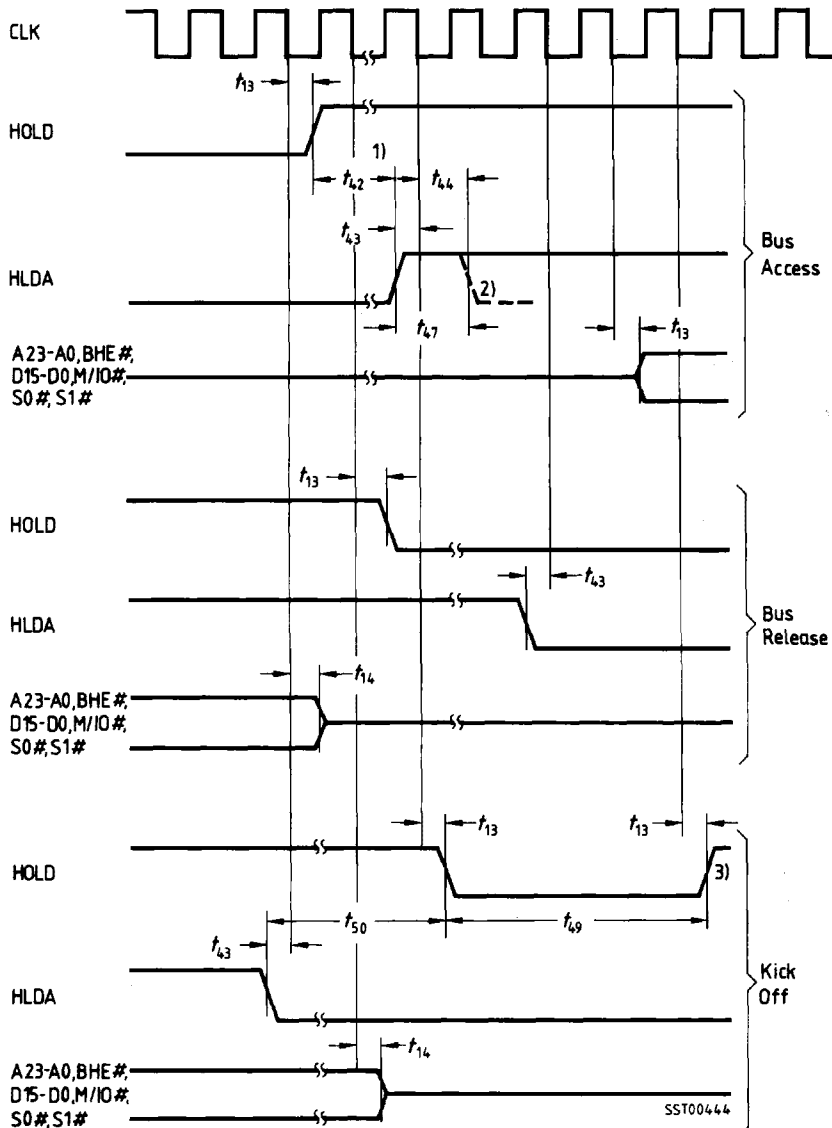 CLK
t13
HOLD
1)
t42
t44
t43
HLDA
2)
t47
Bus
Access
A23-A0,BHE#,
D15-D0,M/IO#,
S0#,S1#
t13
t13
HOLD
t43
HLDA
Bus
Release
t14
A23-A0,BHE#,
D15-D0,M/IO#,
S0#,S1#
t13
t13
HOLD
3)
t50
t49
t43
HLDA
Kick
Off
t14
A23-A0,BHE#,
D15-D0,M/IO#,
S0#,S1#
SST00444